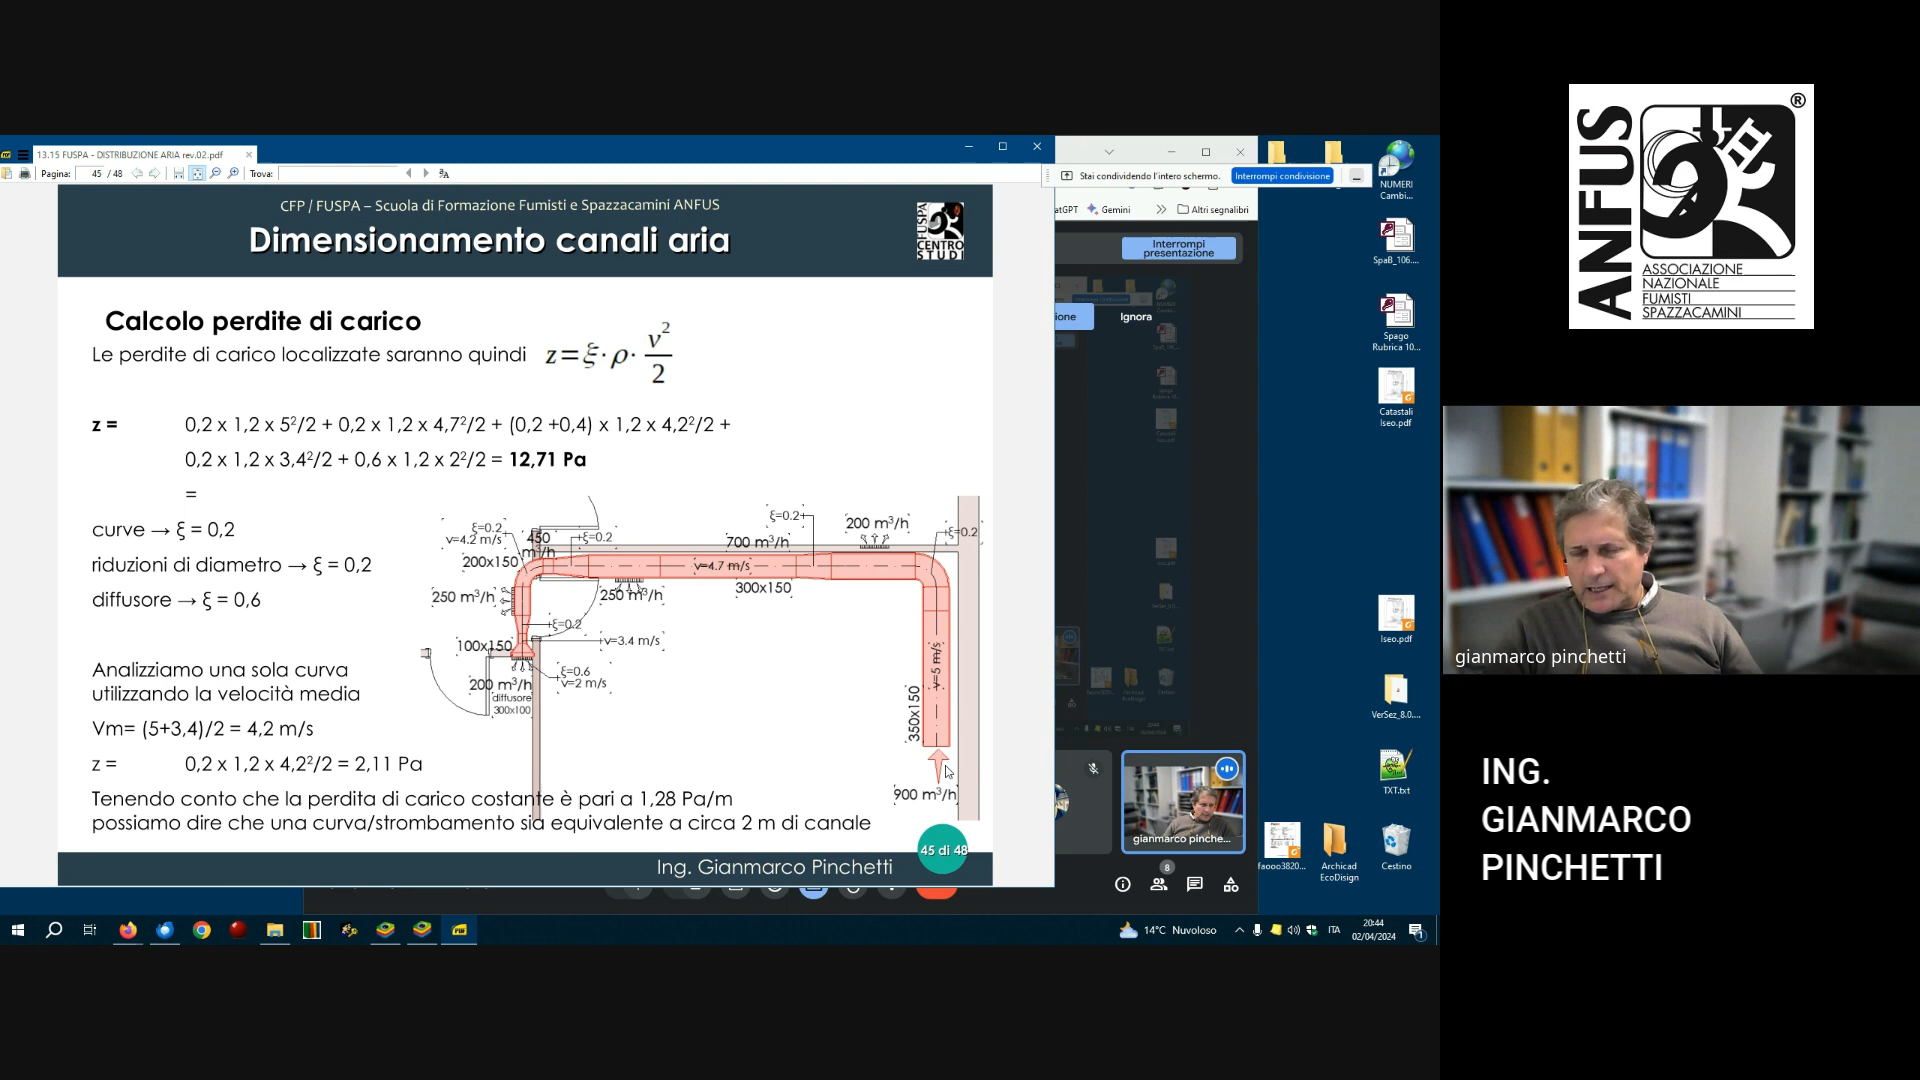 13.15 FUSPA - DISTRIBUZIONE ARIA rev.02.pdf
Pagina: 45 / 48 Trova:
CFP / FUSPA – Scuola di Formazione Fumisti e Spazzacamini ANFUS
Dimensionamento canali aria
FUSPA
CENTRO
STUDI
Calcolo perdite di carico
Le perdite di carico localizzate saranno quindi z = ξ · ρ · v²/2
z = 0,2 x 1,2 x 5²/2 + 0,2 x 1,2 x 4,7²/2 + (0,2 +0,4) x 1,2 x 4,2²/2 +
0,2 x 1,2 x 3,4²/2 + 0,6 x 1,2 x 2²/2 = 12,71 Pa
=
curve → ξ = 0,2
riduzioni di diametro → ξ = 0,2
diffusore → ξ = 0,6
Analizziamo una sola curva
utilizzando la velocità media
Vm= (5+3,4)/2 = 4,2 m/s
z = 0,2 x 1,2 x 4,2²/2 = 2,11 Pa
Tenendo conto che la perdita di carico costante è pari a 1,28 Pa/m
possiamo dire che una curva/strombamento sia equivalente a circa 2 m di canale
ξ=0.2
v=4.2 m/s
450
m³/h
ξ=0.2
200x150
700 m³/h
ξ=0.2
200 m³/h
ξ=0.2
v=4.7 m/s
300x150
250 m³/h
250 m³/h
ξ=0.2
100x150
v=3.4 m/s
ξ=0.6
v=2 m/s
200 m³/h
diffusore
300x100
350x150
v=5 m/s
900 m³/h
45 di 48
Ing. Gianmarco Pinchetti
Stai condividendo l'intero schermo. Interrompi condivisione
atGPT Gemini Altri segnalibri
Interrompi
presentazione
ione Ignora
gianmarco pinche...
8
NUMERI
Cambi...
SpaB_106....
Spago
Rubrica 10...
Catastali
Iseo.pdf
Iseo.pdf
VerSez_8.0....
TXT.txt
faooo3820...
Archicad
EcoDisign
Cestino
14°C Nuvoloso
ITA
20:44
02/04/2024
1
ANFUS
®
ASSOCIAZIONE
NAZIONALE
FUMISTI
SPAZZACAMINI
gianmarco pinchetti
ING.
GIANMARCO
PINCHETTI